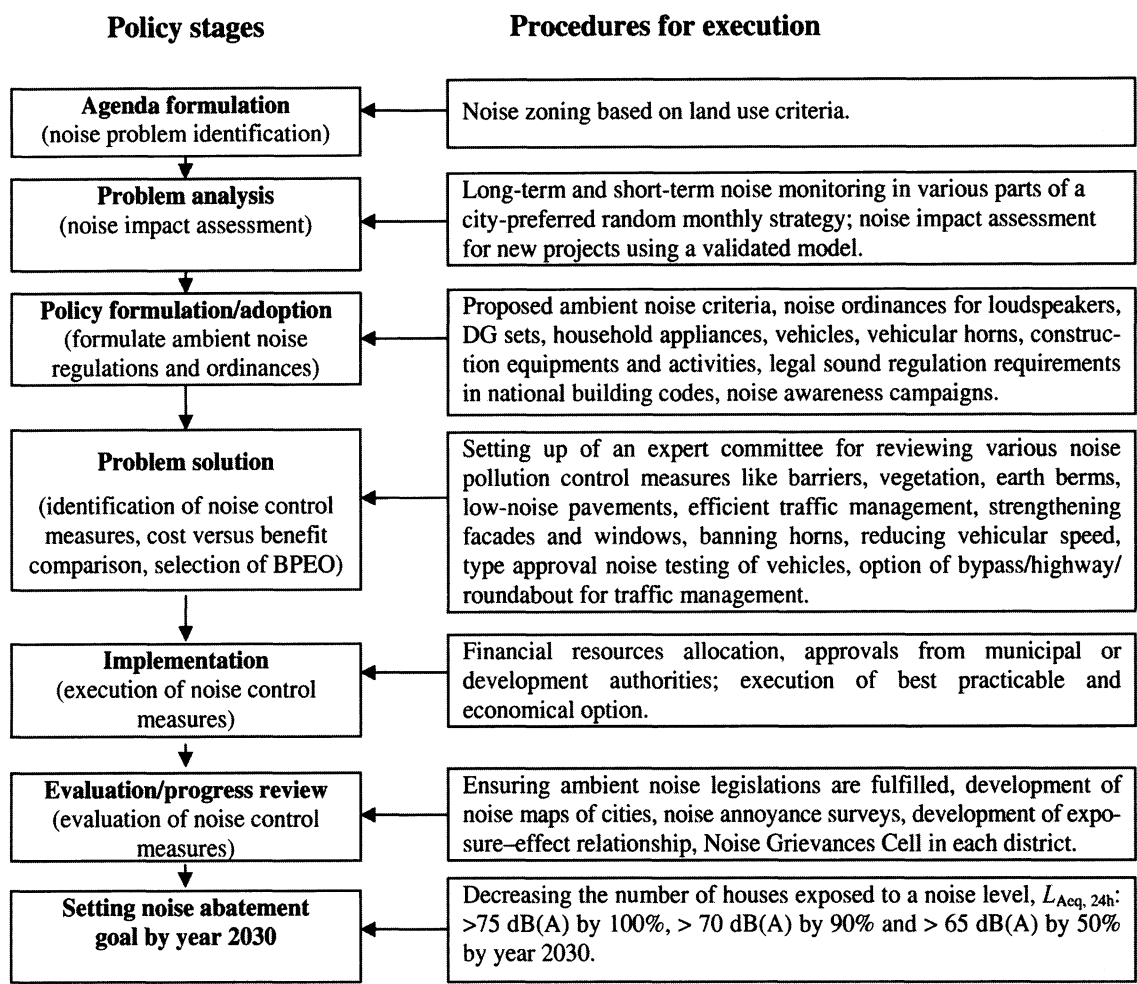 Policy stages
Procedures for execution
Agenda formulation
(noise problem identification)
Noise zoning based on land use criteria.
Problem analysis
(noise impact assessment)
Long-term and short-term noise monitoring in various parts of a
city-preferred random monthly strategy; noise impact assessment
for new projects using a validated model.
Policy formulation/adoption
(formulate ambient noise
regulations and ordinances)
Proposed ambient noise criteria, noise ordinances for loudspeakers,
DG sets, household appliances, vehicles, vehicular horns, construc-
tion equipments and activities, legal sound regulation requirements
in national building codes, noise awareness campaigns.
Problem solution
(identification of noise control
measures, cost versus benefit
comparison, selection of BPEO)
Setting up of an expert committee for reviewing various noise
pollution control measures like barriers, vegetation, earth berms,
low-noise pavements, efficient traffic management, strengthening
facades and windows, banning horns, reducing vehicular speed,
type approval noise testing of vehicles, option of bypass/highway/
roundabout for traffic management.
Implementation
(execution of noise control
measures)
Financial resources allocation, approvals from municipal or
development authorities; execution of best practicable and
economical option.
Evaluation/progress review
(evaluation of noise control
measures)
Ensuring ambient noise legislations are fulfilled, development of
noise maps of cities, noise annoyance surveys, development of expo-
sure–effect relationship, Noise Grievances Cell in each district.
Setting noise abatement
goal by year 2030
Decreasing the number of houses exposed to a noise level, LAeq, 24h:
>75 dB(A) by 100%, > 70 dB(A) by 90% and > 65 dB(A) by 50%
by year 2030.